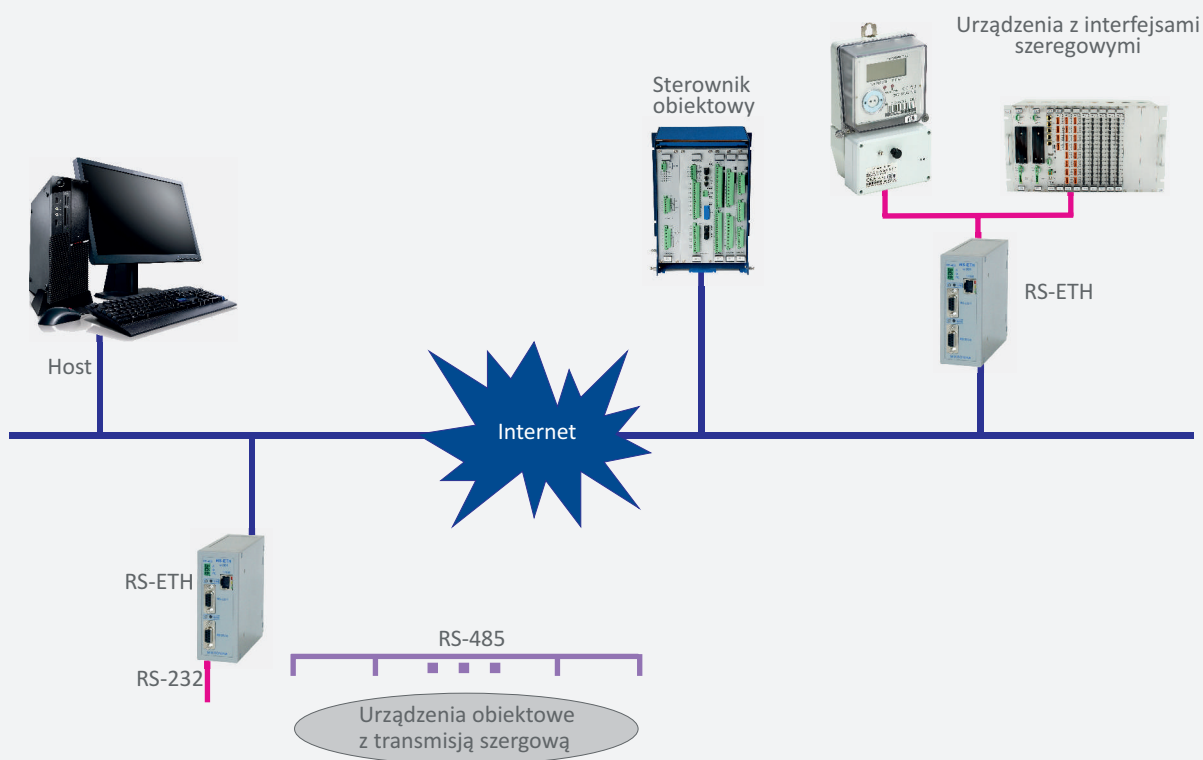 Urządzenia z interfejsami
szeregowymi
Sterownik
obiektowy
RS-ETH
Host
Internet
RS-ETH
RS-485
RS-232
Urządzenia obiektowe
z transmisją szergową